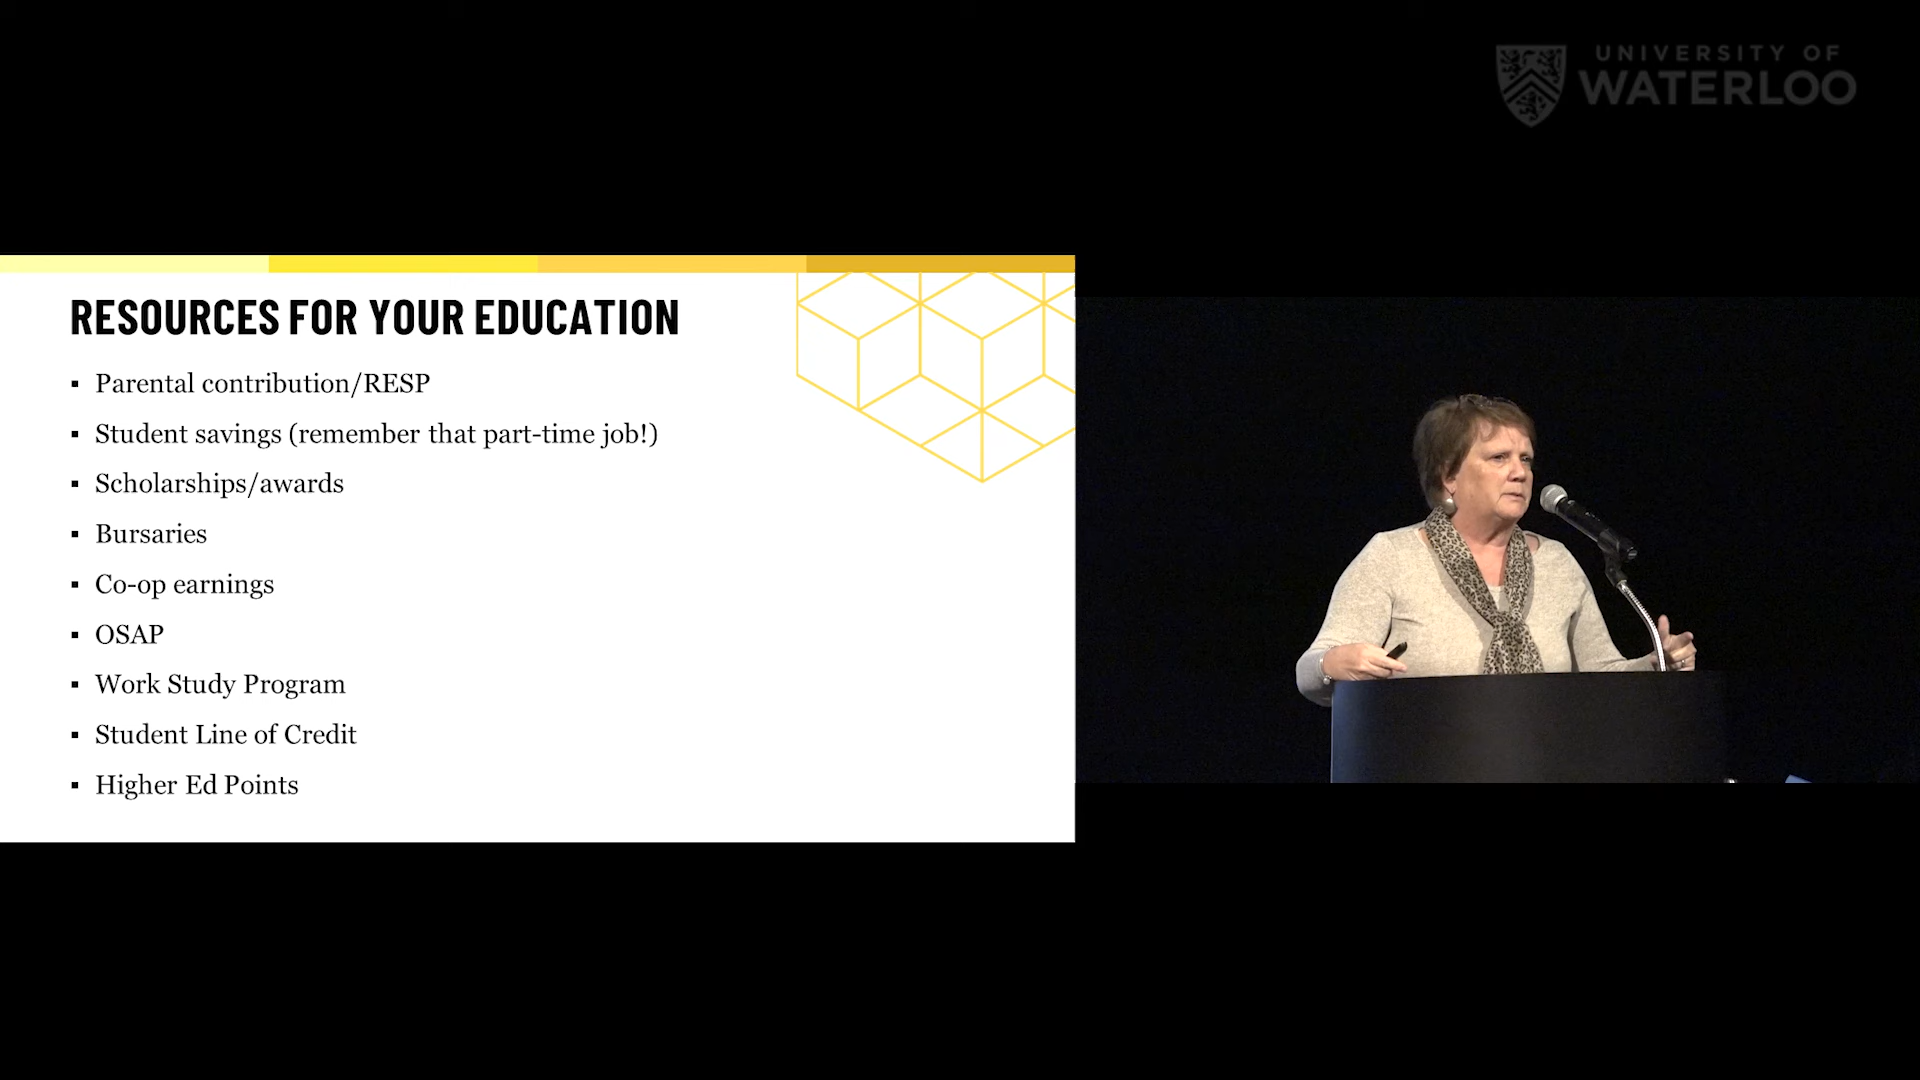 UNIVERSITY OF
WATERLOO
RESOURCES FOR YOUR EDUCATION
▪ Parental contribution/RESP
▪ Student savings (remember that part-time job!)
▪ Scholarships/awards
▪ Bursaries
▪ Co-op earnings
▪ OSAP
▪ Work Study Program
▪ Student Line of Credit
▪ Higher Ed Points